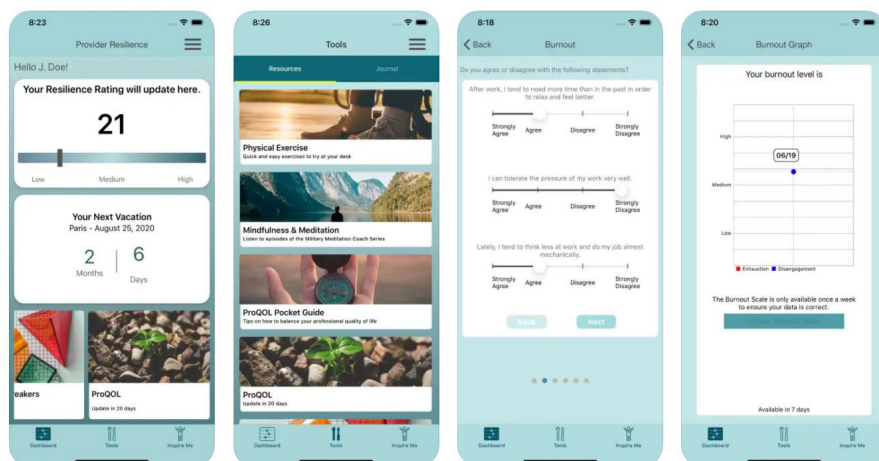 8:23
Provider Resilience
Hello J. Doe!
Your Resilience Rating will update here.
21
Low Medium High
Your Next Vacation
Paris - August 25, 2020
2 6
Months Days
eakers
ProQOL
Update in 20 days
Dashboard Tools Inspire Me
8:26
Tools
Resources Journal
Physical Exercise
Quick and easy exercises to try at your desk
Mindfulness & Meditation
Listen to episodes of the Military Meditation Coach Series
ProQOL Pocket Guide
Tips on how to balance your professional quality of life
ProQOL
Update in 20 days
Dashboard Tools Inspire Me
8:18
Back Burnout
Do you agree or disagree with the following statements?
After work, I tend to need more time than in the past in order
to relax and feel better.
Strongly Agree Agree Disagree Strongly Disagree
I can tolerate the pressure of my work very well.
Strongly Agree Agree Disagree Strongly Disagree
Lately, I tend to think less at work and do my job almost
mechanically.
Strongly Agree Agree Disagree Strongly Disagree
Back Next
Dashboard Tools Inspire Me
8:20
Back Burnout Graph
Your burnout level is
High
06/19
Medium
Low
Exhaustion Disengagement
The Burnout Scale is only available once a week
to ensure your data is correct.
Available in 7 days
Dashboard Tools Inspire Me